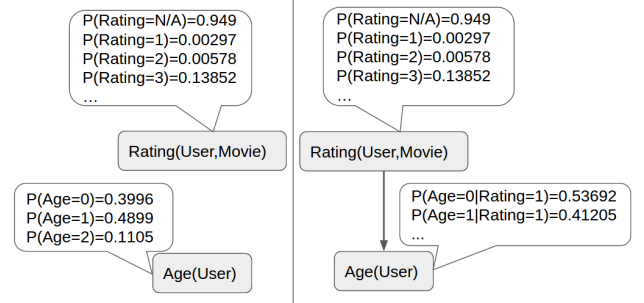 P(Rating=N/A)=0.949
P(Rating=1)=0.00297
P(Rating=2)=0.00578
P(Rating=3)=0.13852
...
Rating(User,Movie)
P(Age=0)=0.3996
P(Age=1)=0.4899
P(Age=2)=0.1105
Age(User)
P(Rating=N/A)=0.949
P(Rating=1)=0.00297
P(Rating=2)=0.00578
P(Rating=3)=0.13852
...
Rating(User,Movie)
P(Age=0|Rating=1)=0.53692
P(Age=1|Rating=1)=0.41205
...
Age(User)